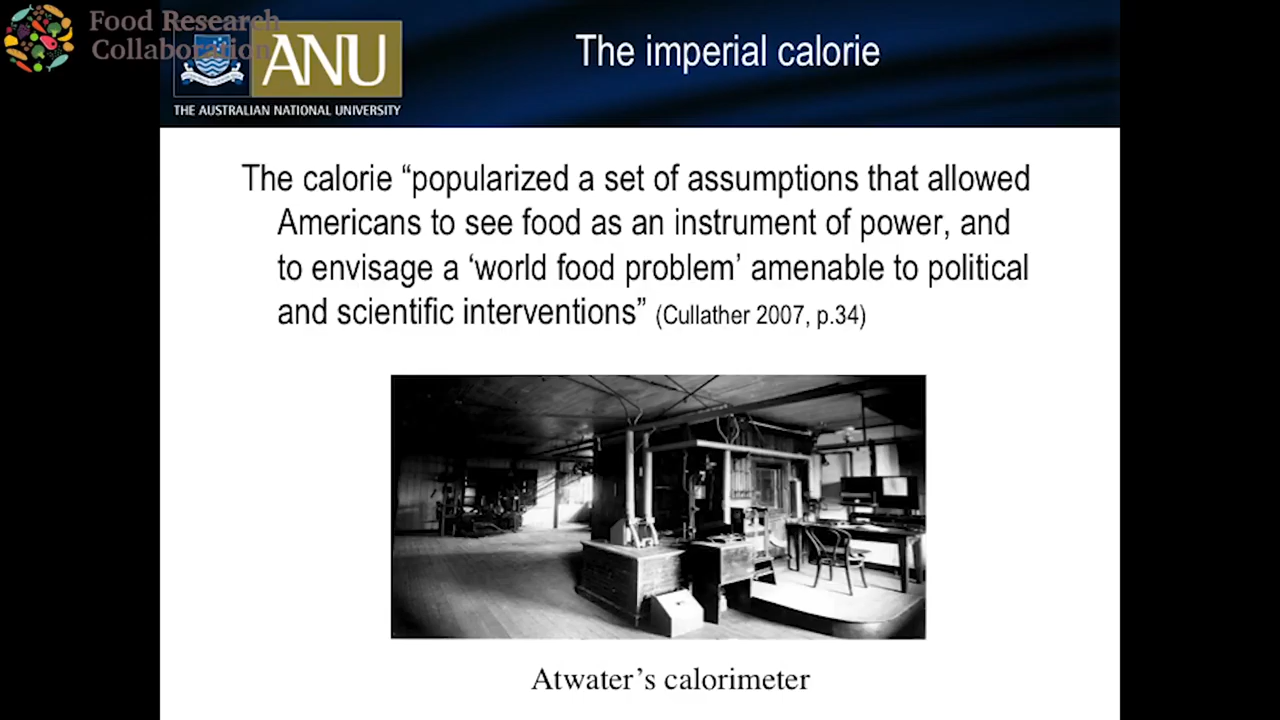 Food Research
Collaboration
ANU
THE AUSTRALIAN NATIONAL UNIVERSITY
The imperial calorie
The calorie “popularized a set of assumptions that allowed
Americans to see food as an instrument of power, and
to envisage a ‘world food problem’ amenable to political
and scientific interventions” (Cullather 2007, p.34)
Atwater’s calorimeter